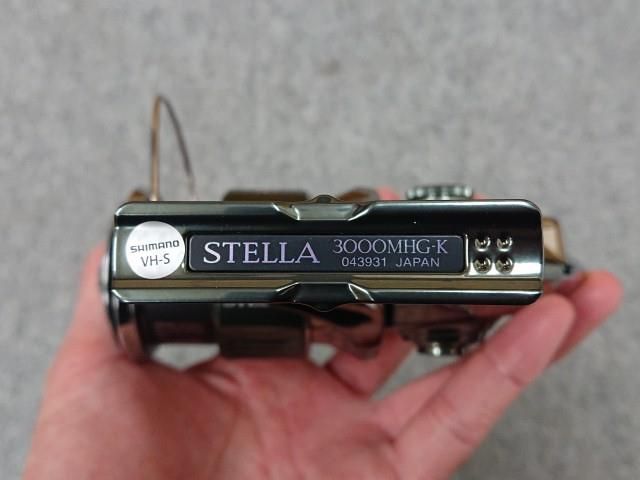 SHIMANO
VH-S
STELLA 3000MHG-K
043931 JAPAN